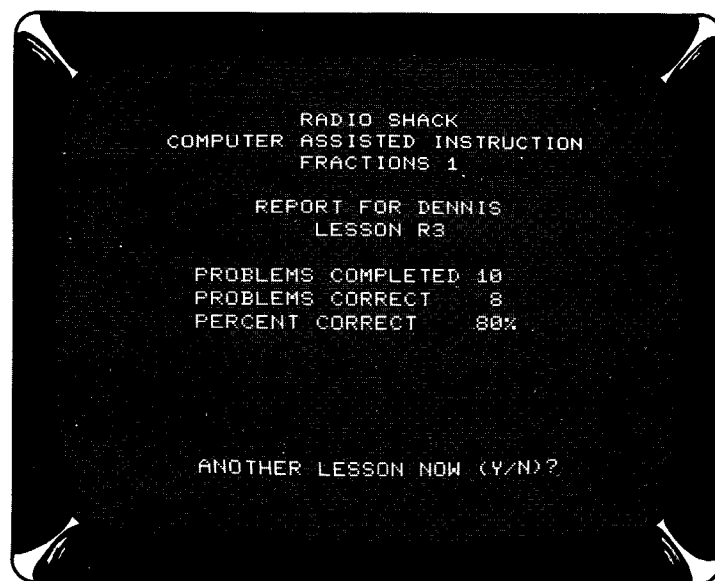 RADIO SHACK
COMPUTER ASSISTED INSTRUCTION
FRACTIONS 1
REPORT FOR DENNIS
LESSON R3
PROBLEMS COMPLETED 10
PROBLEMS CORRECT 8
PERCENT CORRECT 80%
ANOTHER LESSON NOW (Y/N)?